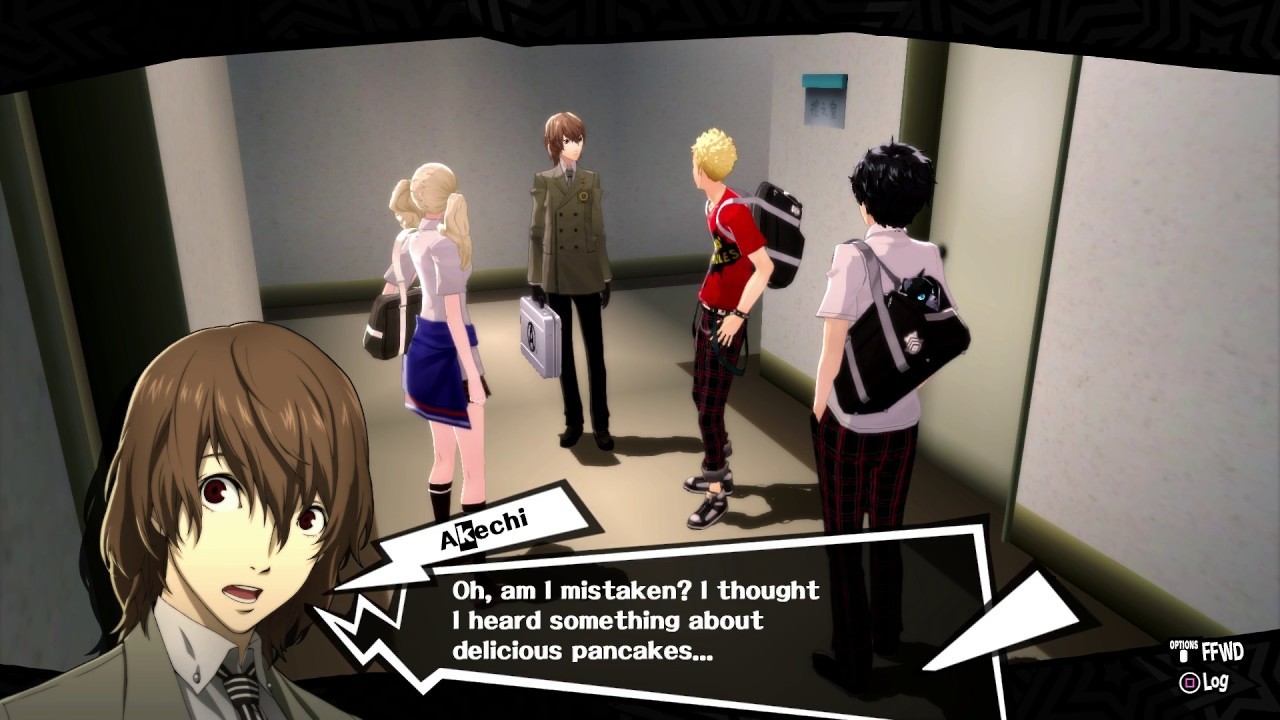 Akechi
Oh, am I mistaken? I thought
I heard something about
delicious pancakes...
OPTIONS FFWD
Log